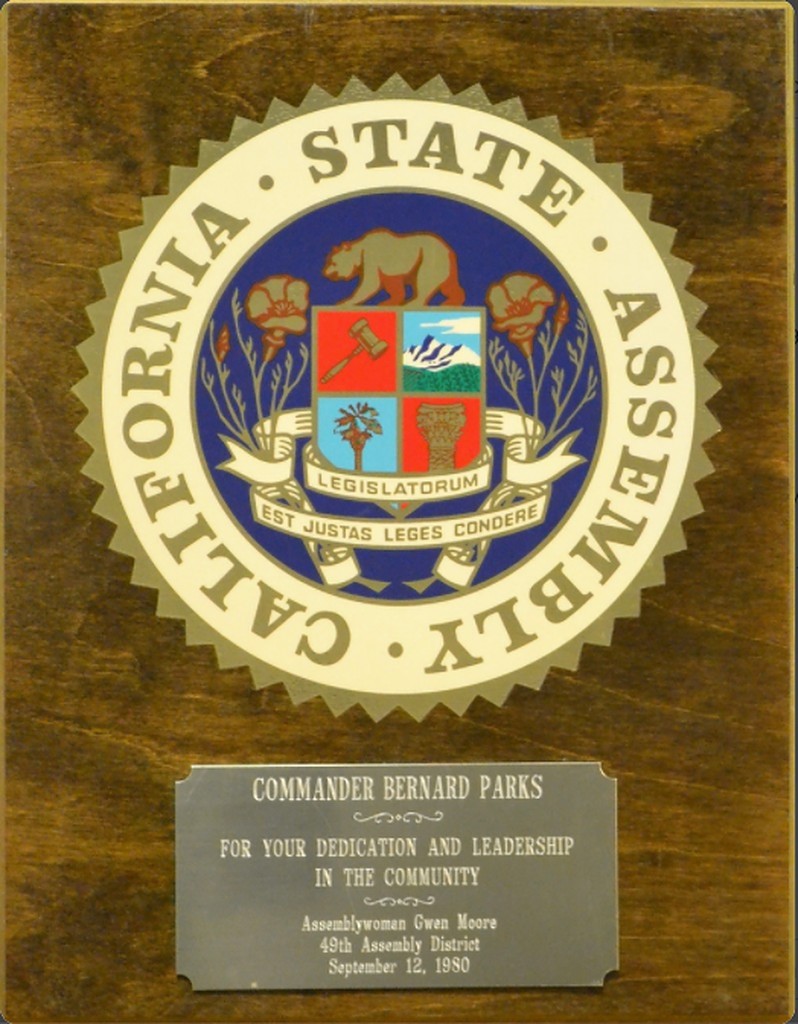 CALIFORNIA · STATE · ASSEMBLY ·
LEGISLATORUM
EST JUSTAS LEGES CONDERE
COMMANDER BERNARD PARKS
FOR YOUR DEDICATION AND LEADERSHIP
IN THE COMMUNITY
Assemblywoman Gwen Moore
49th Assembly District
September 12, 1980